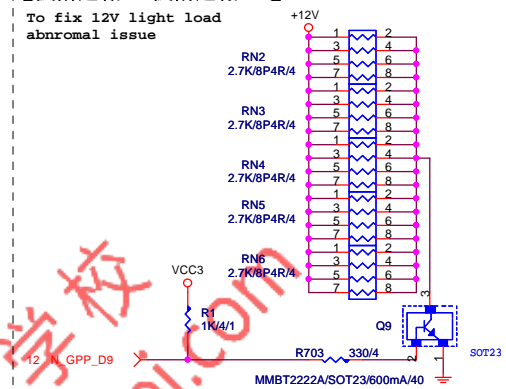 To fix 12V light load
abnromal issue
+12V
1 2
3 4
RN2
5 6
2.7K/8P4R/4
7 8
1 2
RN3
3 4
2.7K/8P4R/4
5 6
7 8
1 2
3 4
RN4
5 6
2.7K/8P4R/4
7 8
1 2
RN5
3 4
2.7K/8P4R/4
5 6
7 8
1 2
RN6
3 4
2.7K/8P4R/4
5 6
7 8
VCC3
R1
1K/4/1
3
Q9
SOT23
12 N_GPP_D9
R703 330/4
2 1
MMBT2222A/SOT23/600mA/40
学校
.com